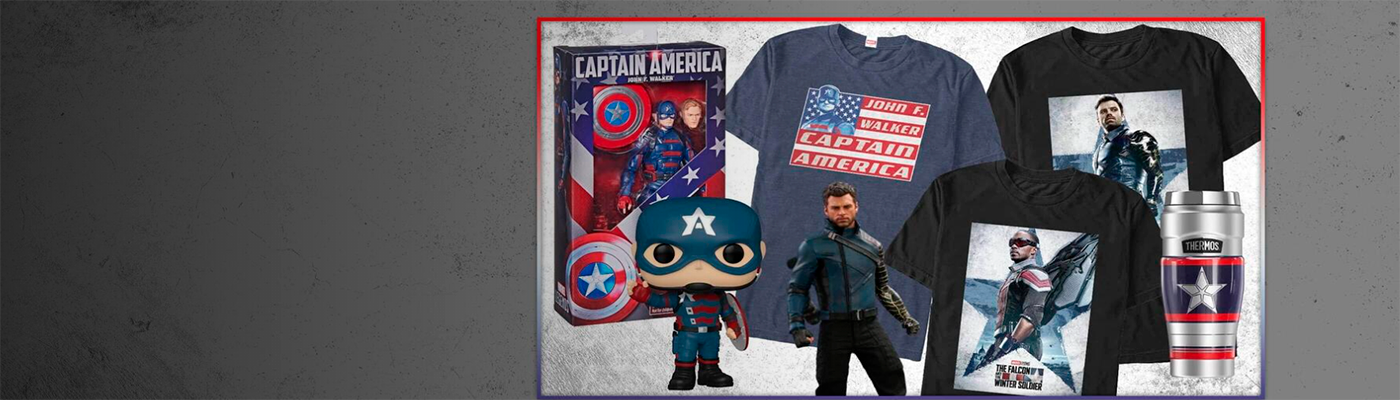 CAPTAIN AMERICA
JOHN F. WALKER
JOHN F.
WALKER
CAPTAIN
AMERICA
THERMOS
THE FALCON
WINTER SOLDIER